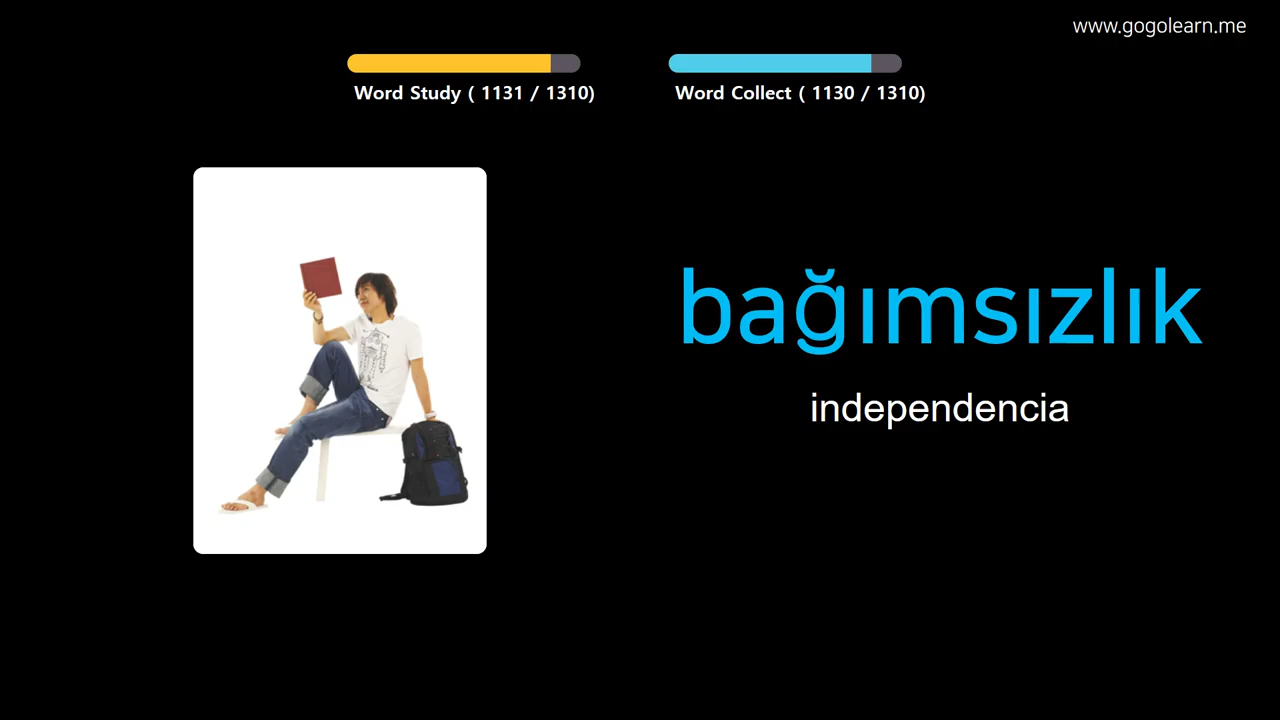 www.gogolearn.me
Word Study ( 1131 / 1310)
Word Collect ( 1130 / 1310)
bağımsızlık
independencia